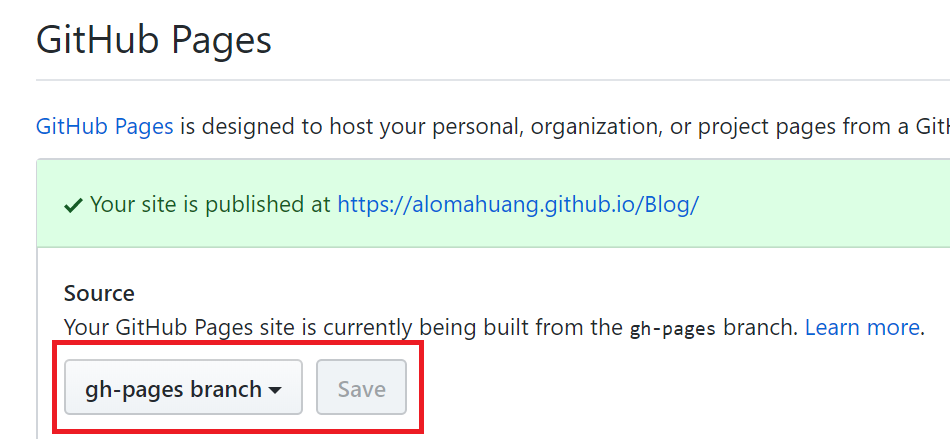 GitHub Pages
GitHub Pages is designed to host your personal, organization, or project pages from a
Your site is published at https://alomahuang.github.io/Blog/
Source
Your GitHub Pages site is currently being built from the gh-pages branch. Learn more.
gh-pages branch Save